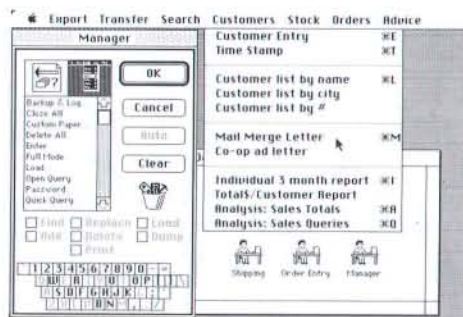 Export Transfer Search Customers Stock Orders Advice
Manager
OK
Cancel
Auto
Clear
Backup & Log
Close All
Custom Paper
Delete All
Enter
Full Mode
Load
Open Query
Password
Quick Query
Find Replace Load
Add Delete Dump
Print
1 2 3 4 5 6 7 8 9 0 - =
W R U O P [ ] \
A S D F G H J K ;
B N , . /
Customer Entry ⌘E
Time Stamp ⌘T
Customer list by name ⌘L
Customer list by city
Customer list by #
Mail Merge Letter ⌘M
Co-op ad letter
Individual 3 month report ⌘I
Total$/Customer Report
Analysis: Sales Totals ⌘A
Analysis: Sales Queries ⌘Q
Shipping Order Entry Manager